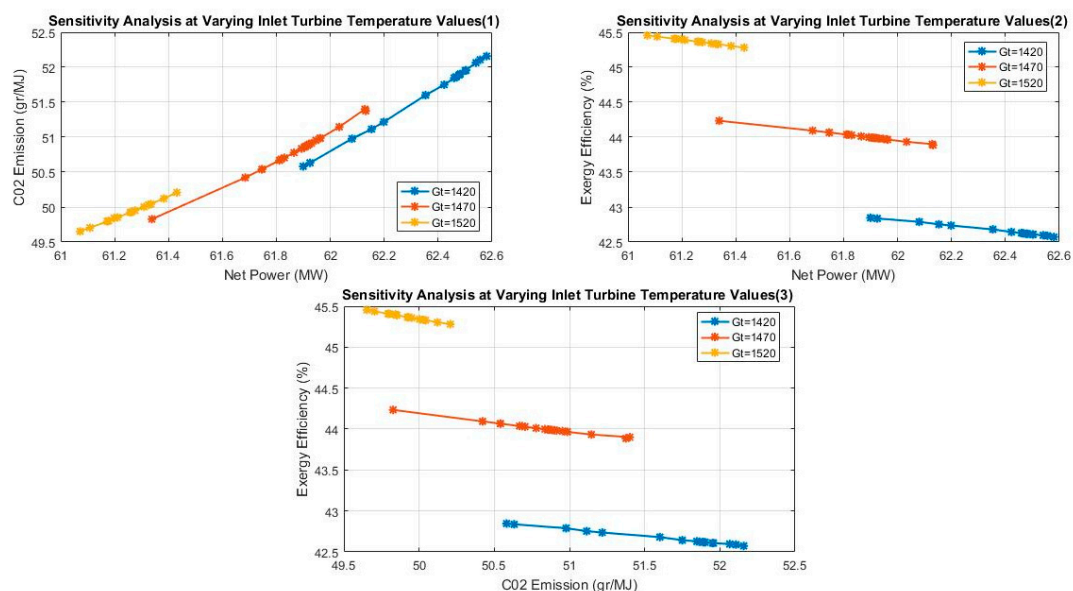 Sensitivity Analysis at Varying Inlet Turbine Temperature Values(1)
52.5
52
51.5
51
50.5
50
49.5
C02 Emission (gr/MJ)
61
61.2
61.4
61.6
61.8
62
62.2
62.4
62.6
Net Power (MW)
Gt=1420
Gt=1470
Gt=1520
Sensitivity Analysis at Varying Inlet Turbine Temperature Values(2)
45.5
45
44.5
44
43.5
43
42.5
Exergy Efficiency (%)
61
61.2
61.4
61.6
61.8
62
62.2
62.4
62.6
Net Power (MW)
Gt=1420
Gt=1470
Gt=1520
Sensitivity Analysis at Varying Inlet Turbine Temperature Values(3)
45.5
45
44.5
44
43.5
43
42.5
Exergy Efficiency (%)
49.5
50
50.5
51
51.5
52
52.5
C02 Emission (gr/MJ)
Gt=1420
Gt=1470
Gt=1520